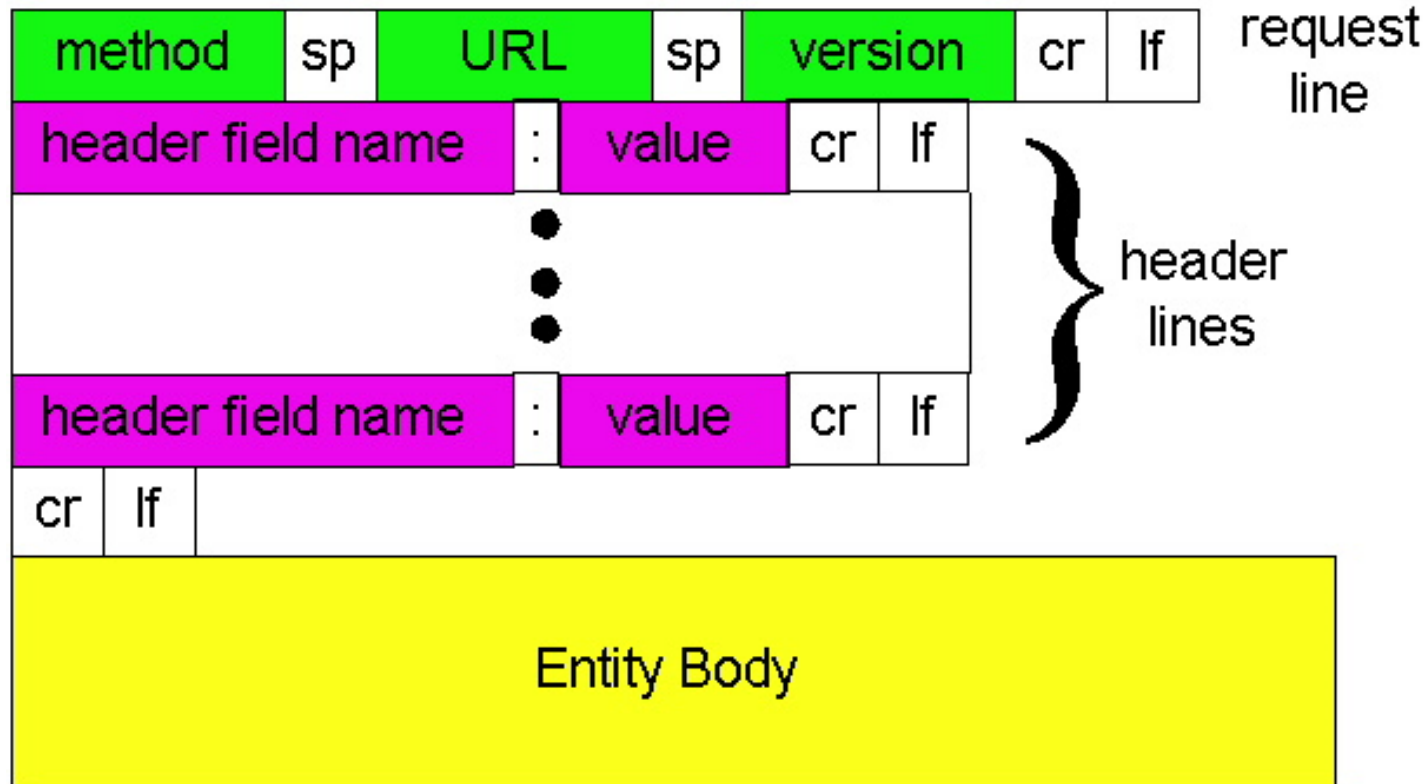 method sp URL sp version cr lf
request
line
header field name : value cr lf
header
lines
header field name : value cr lf
cr lf
Entity Body